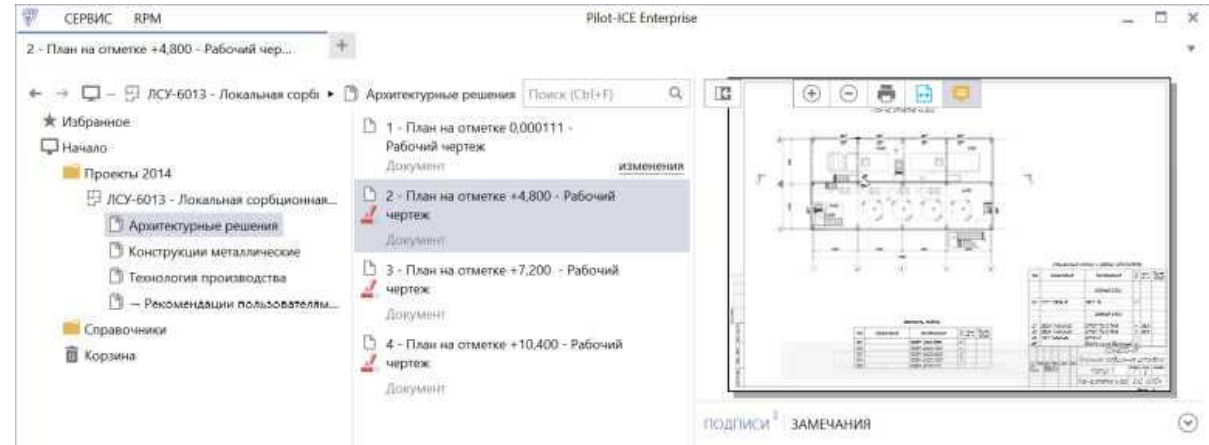 СЕРВИС RPM Pilot-ICE Enterprise
2 - План на отметке +4,800 - Рабочий чер...
ЛСУ-6013 - Локальная сорбц Архитектурные решения Поиск (Ctrl+F)
Избранное
Начало
Проекты 2014
ЛСУ-6013 - Локальная сорбционная...
Архитектурные решения
Конструкции металлические
Технология производства
— Рекомендации пользователям...
Справочники
Корзина
1 - План на отметке 0,000111 -
Рабочий чертеж
Документ изменения
2 - План на отметке +4,800 - Рабочий
чертеж
Документ
3 - План на отметке +7,200 - Рабочий
чертеж
Документ
4 - План на отметке +10,400 - Рабочий
чертеж
Документ
ПОДПИСИ ЗАМЕЧАНИЯ